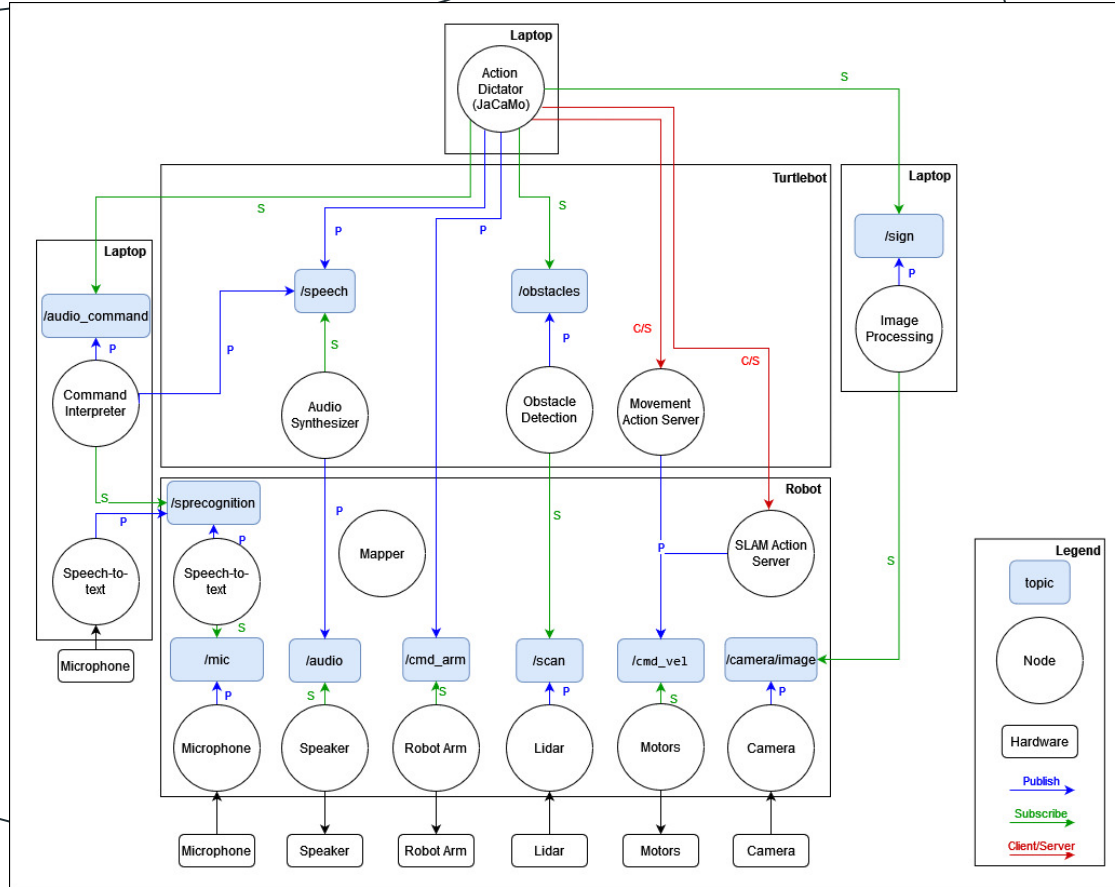 Laptop
Action
Dictator
(JaCaMo)
S
Turtlebot
Laptop
S
P
P
S
/sign
Laptop
P
/speech
/obstacles
/audio_command
Image
Processing
P
P
S
P
C/S
C/S
Command
Interpreter
Audio
Synthesizer
Obstacle
Detection
Movement
Action Server
Robot
/sprecognition
S
P
P
S
P
P
Mapper
SLAM Action
Server
Speech-to-
text
Speech-to-
text
S
S
Legend
topic
Node
Hardware
Publish
Subscribe
Client/Server
/mic
/audio
/cmd_arm
/scan
/cmd_vel
/camera/image
Microphone
P
S
S
P
S
P
Microphone
Speaker
Robot Arm
Lidar
Motors
Camera
Microphone
Speaker
Robot Arm
Lidar
Motors
Camera